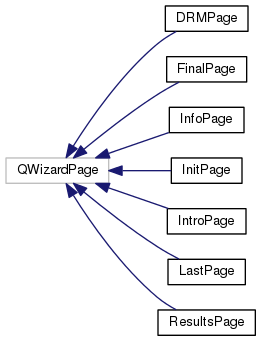 DRMPage
FinalPage
InfoPage
QWizardPage
InitPage
IntroPage
LastPage
ResultsPage